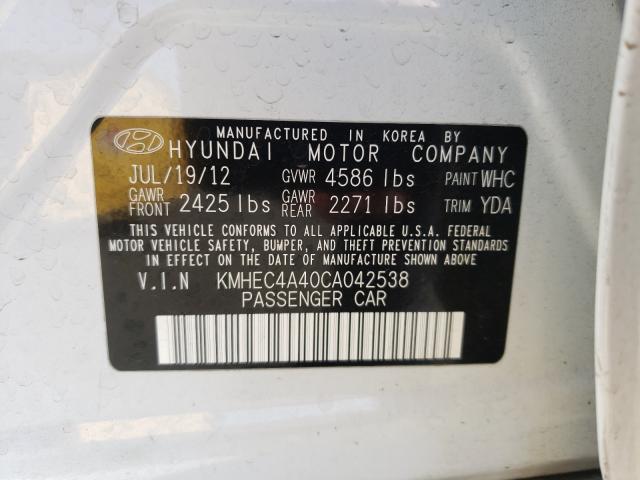 MANUFACTURED IN KOREA BY
HYUNDAI MOTOR COMPANY
JUL/19/12 GVWR 4586 lbs PAINT WHC
GAWR FRONT 2425 lbs GAWR REAR 2271 lbs TRIM YDA
THIS VEHICLE CONFORMS TO ALL APPLICABLE U.S.A. FEDERAL
MOTOR VEHICLE SAFETY, BUMPER, AND THEFT PREVENTION STANDARDS
IN EFFECT ON THE DATE OF MANUFACTURE SHOWN ABOVE.
V.I.N KMHEC4A40CA042538
PASSENGER CAR